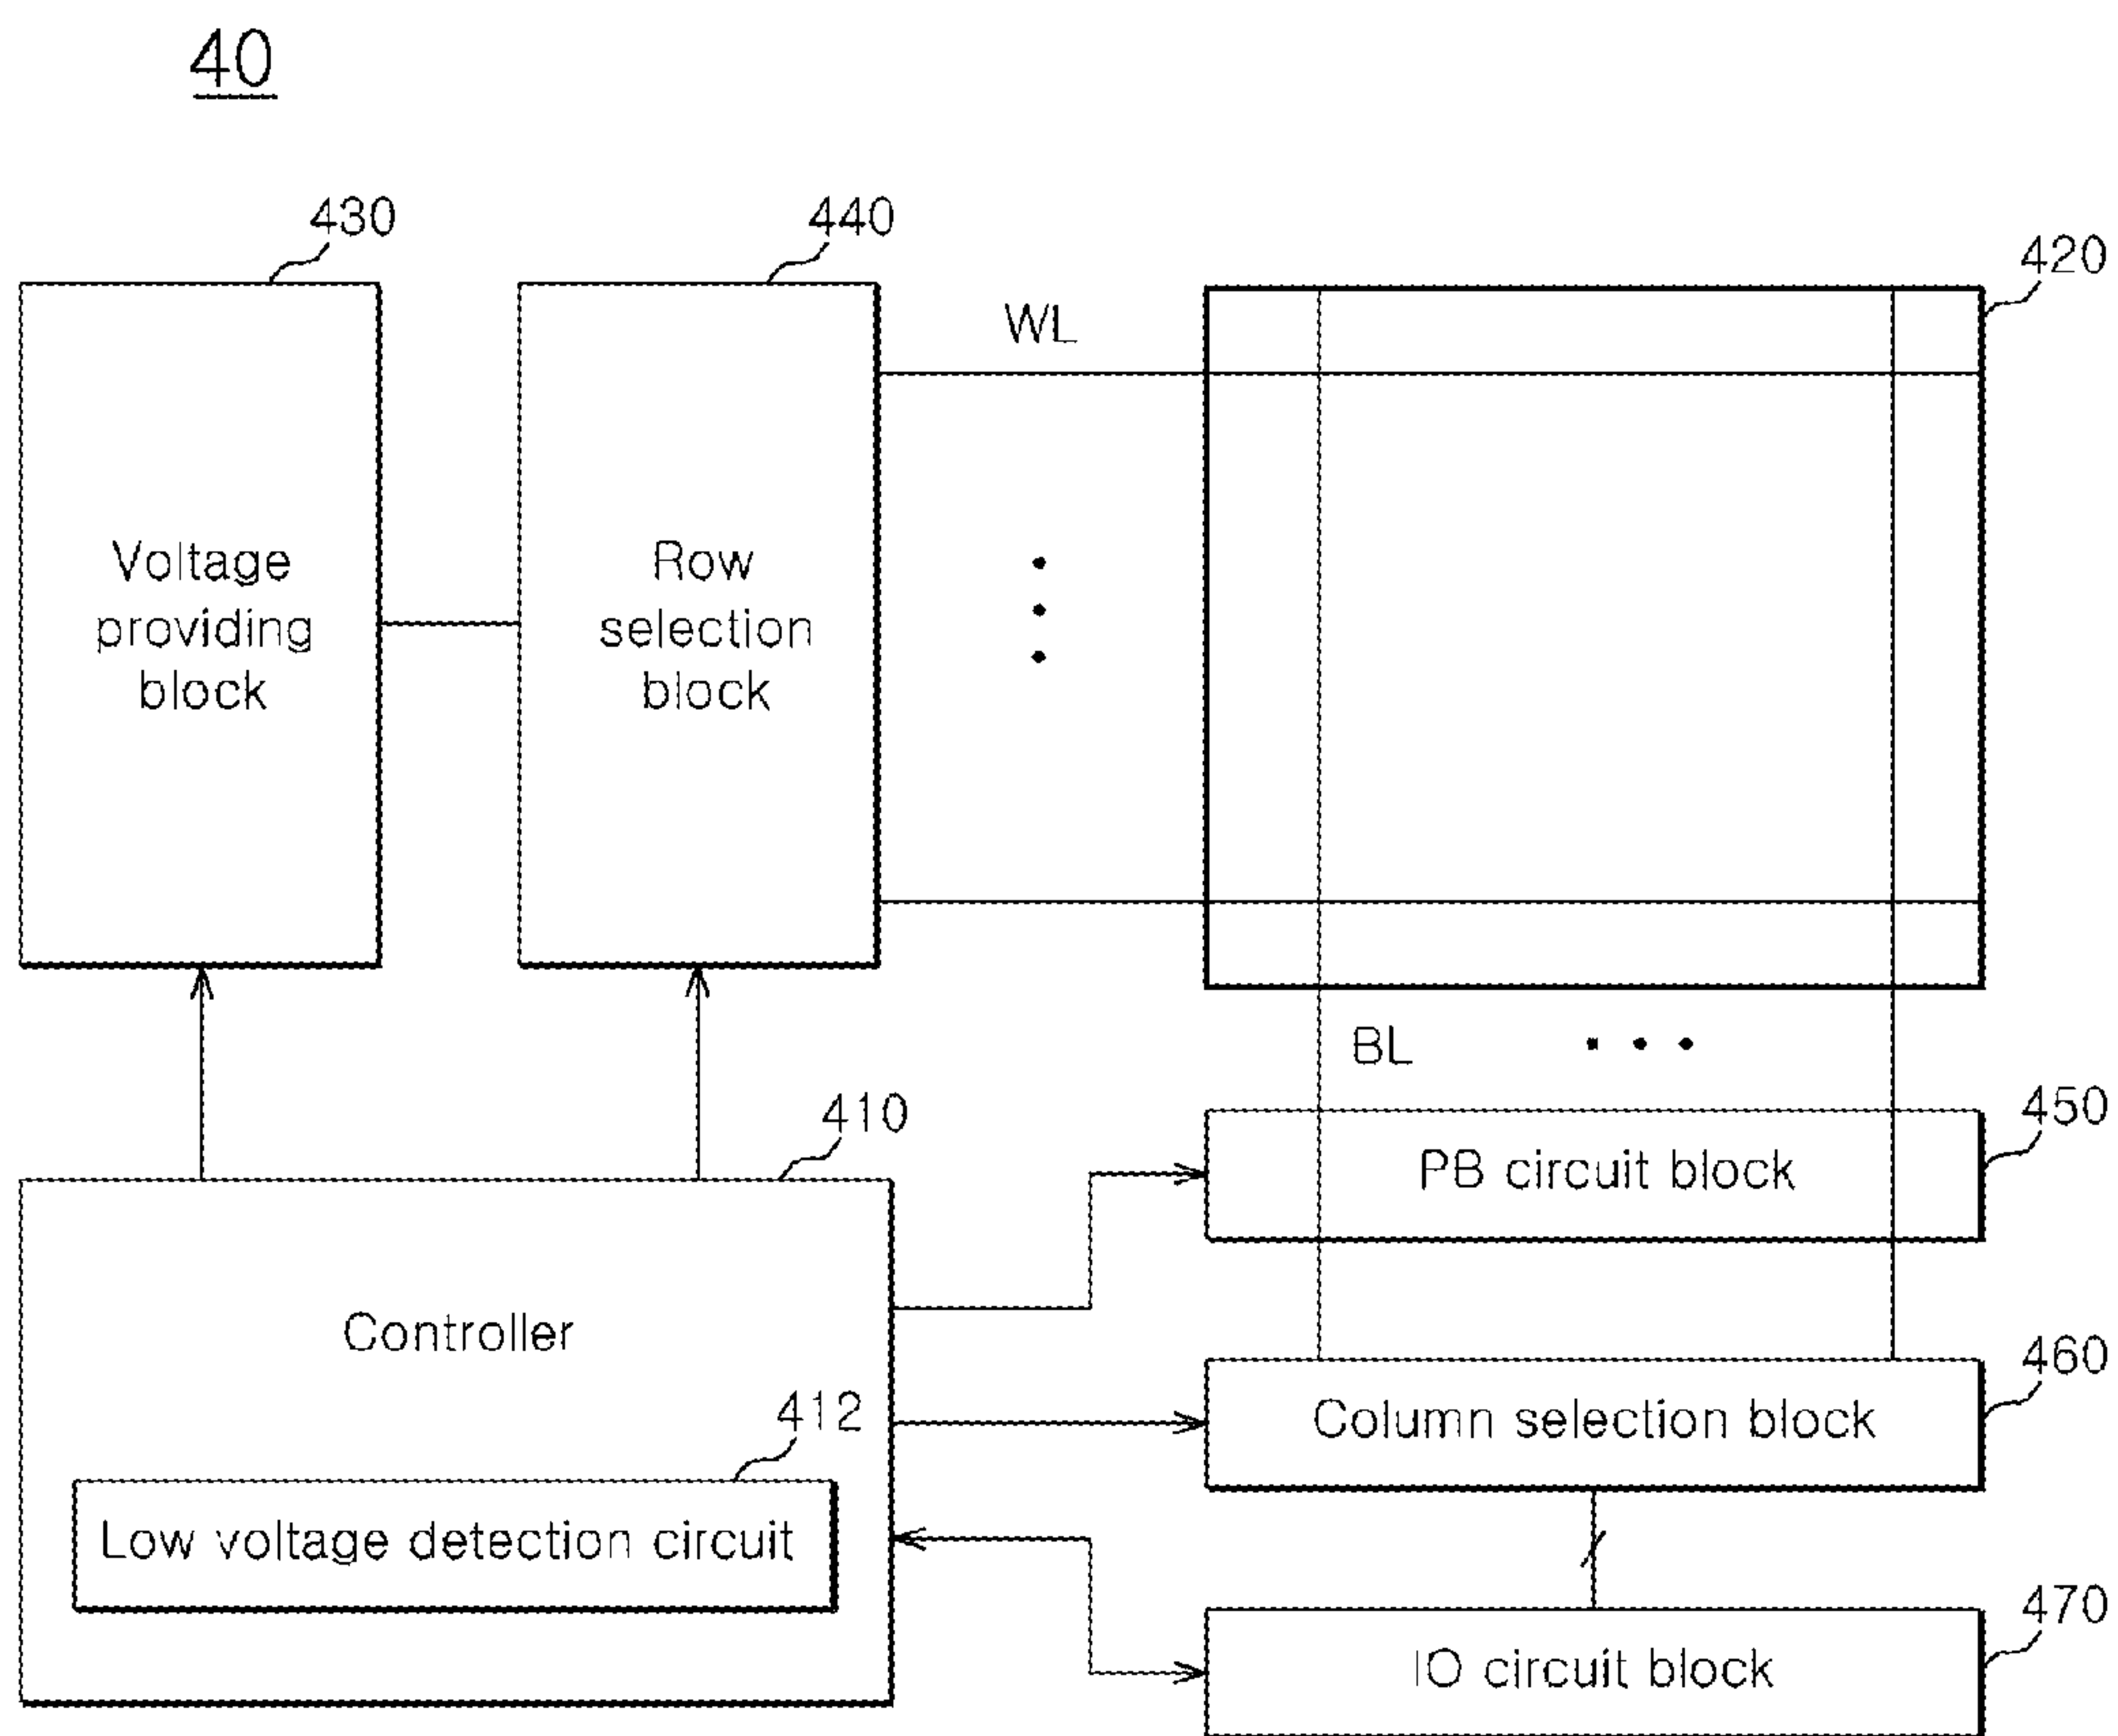 40
430
440
420
WL
Voltage
providing
block
Row
selection
block
BL
410
450
PB circuit block
Controller
460
Column selection block
412
Low voltage detection circuit
470
IO circuit block